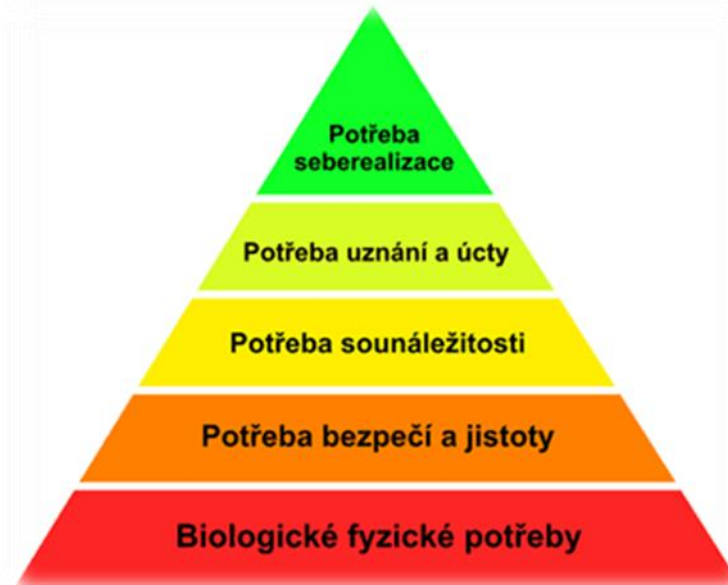 Potřeba
seberealizace
Potřeba uznání a úcty
Potřeba sounáležitosti
Potřeba bezpečí a jistoty
Biologické fyzické potřeby